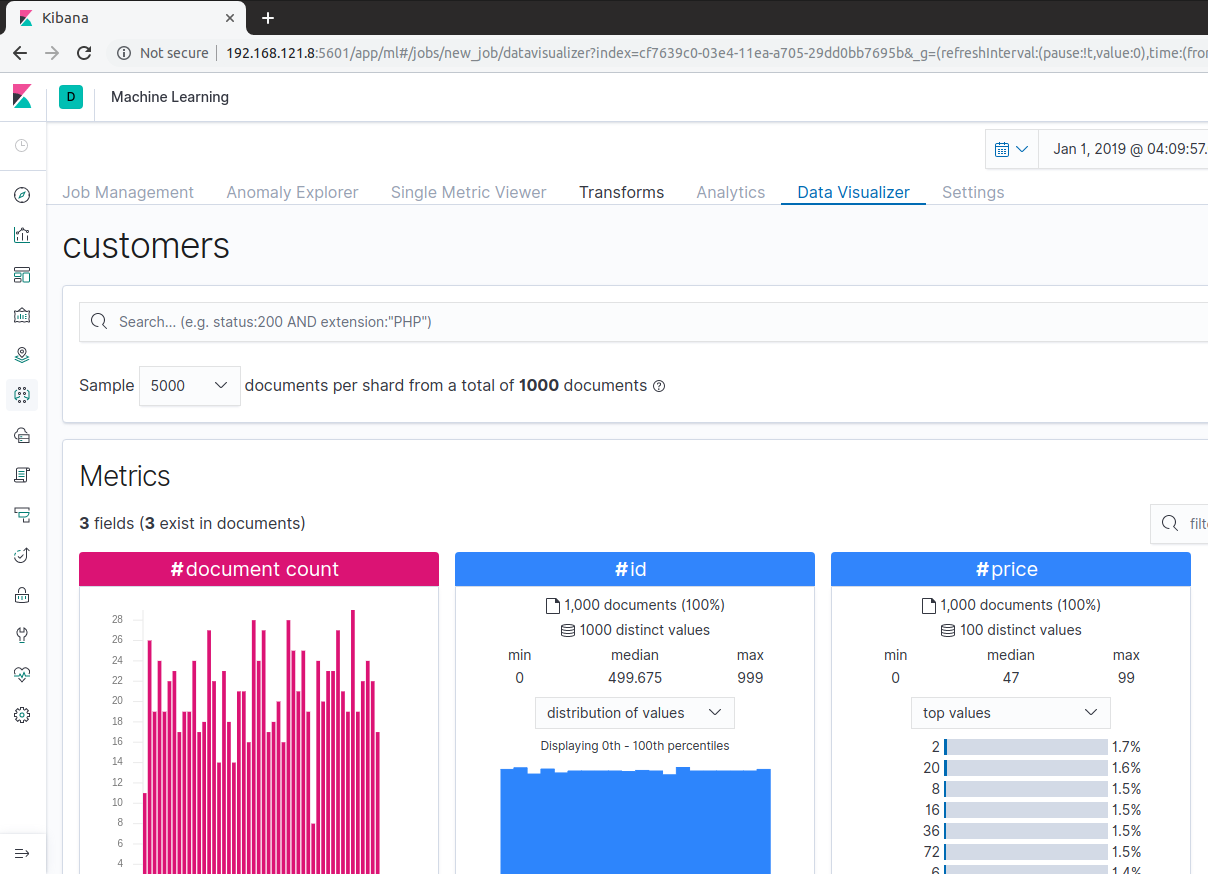 Kibana
Not secure 192.168.121.8:5601/app/ml#/jobs/new_job/datavisualizer?index=cf7639c0-03e4-11ea-a705-29dd0bb7695b&_g=(refreshInterval:(pause:!t,value:0),time:(fro
D Machine Learning
Jan 1, 2019 @ 04:09:57.
Job Management Anomaly Explorer Single Metric Viewer Transforms Analytics Data Visualizer Settings
customers
Search... (e.g. status:200 AND extension:"PHP")
Sample 5000 documents per shard from a total of 1000 documents
Metrics
3 fields (3 exist in documents)
filt
#document count
28
26
24
22
20
18
16
14
12
10
8
6
4
#id
1,000 documents (100%)
1000 distinct values
min median max
0 499.675 999
distribution of values
Displaying 0th - 100th percentiles
#price
1,000 documents (100%)
100 distinct values
min median max
0 47 99
top values
2 1.7%
20 1.6%
8 1.5%
16 1.5%
36 1.5%
72 1.5%
6 1.4%